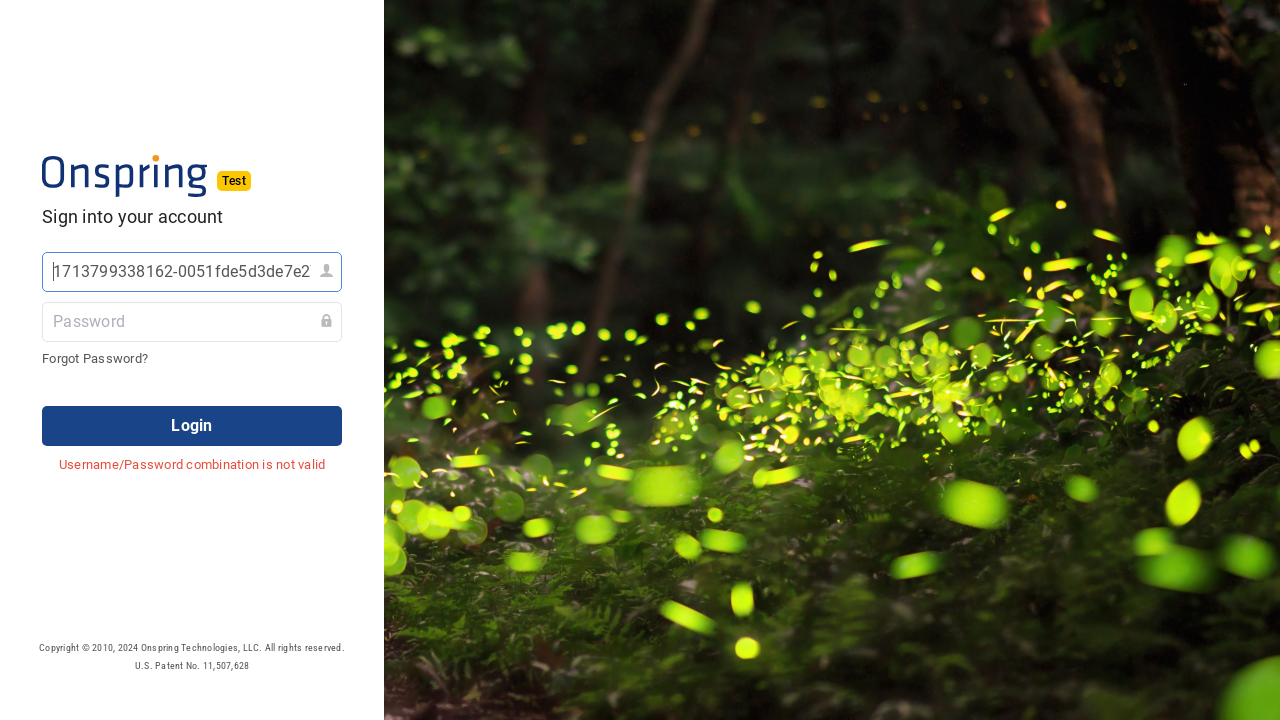 Onspring Test
Sign into your account
1713799338162-0051fde5d3de7e2
Password
Forgot Password?
Login
Username/Password combination is not valid
Copyright © 2010, 2024 Onspring Technologies, LLC. All rights reserved.
U.S. Patent No. 11,507,628